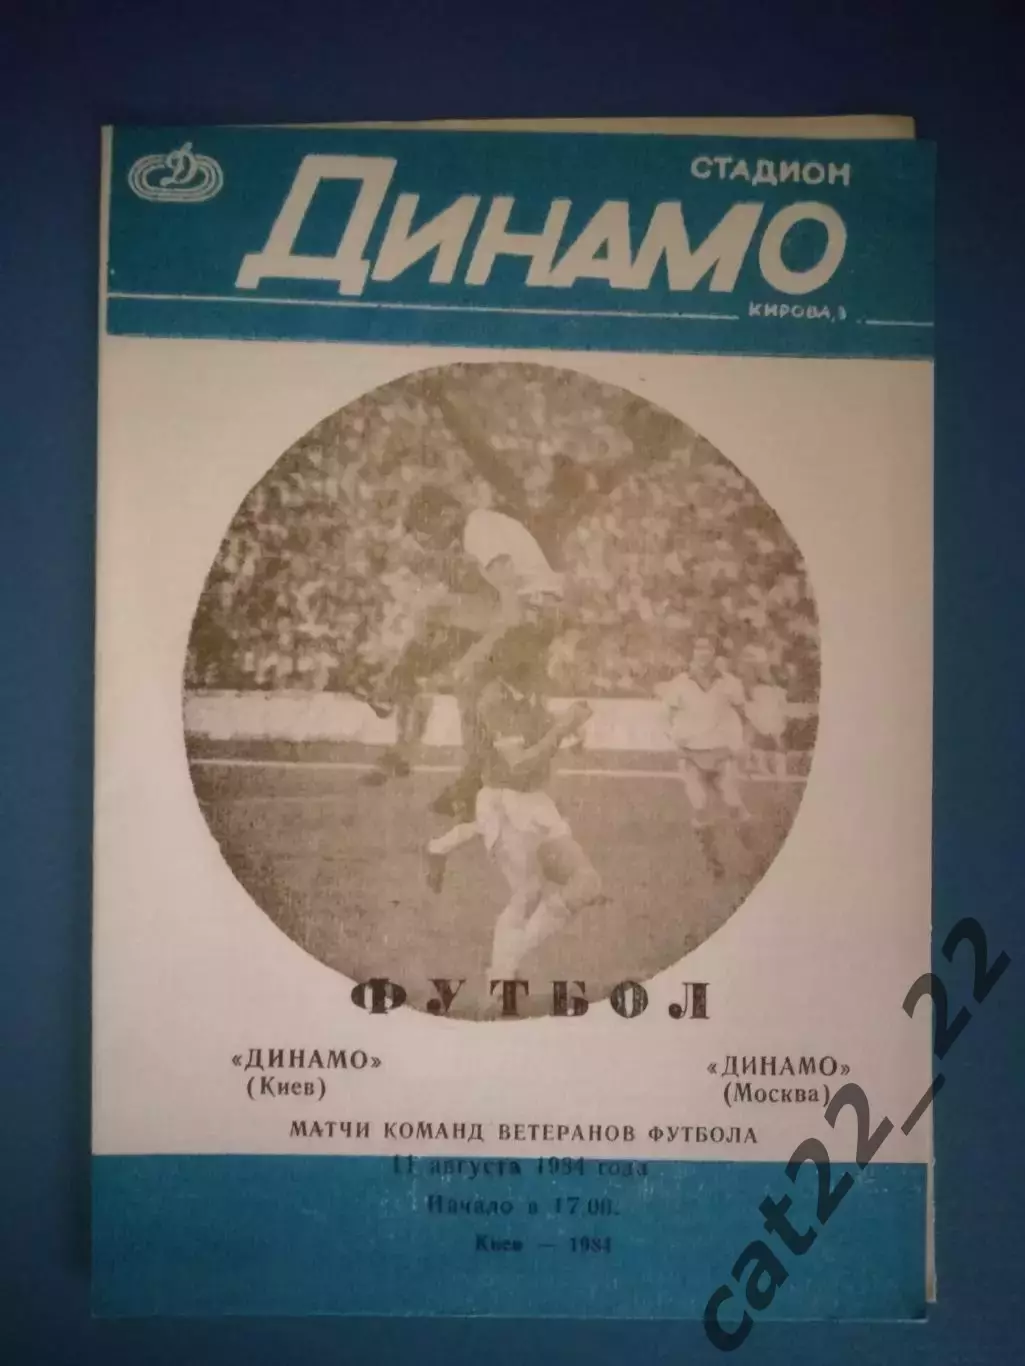 Д
СТАДИОН
ДИНАМО
КИРОВА, 3
ФУТБОЛ
«ДИНАМО»
(Киев)
«ДИНАМО»
(Москва)
МАТЧИ КОМАНД ВЕТЕРАНОВ ФУТБОЛА
11 августа 1984 года
Начало в 17.00.
Киев — 1984
cat22_22